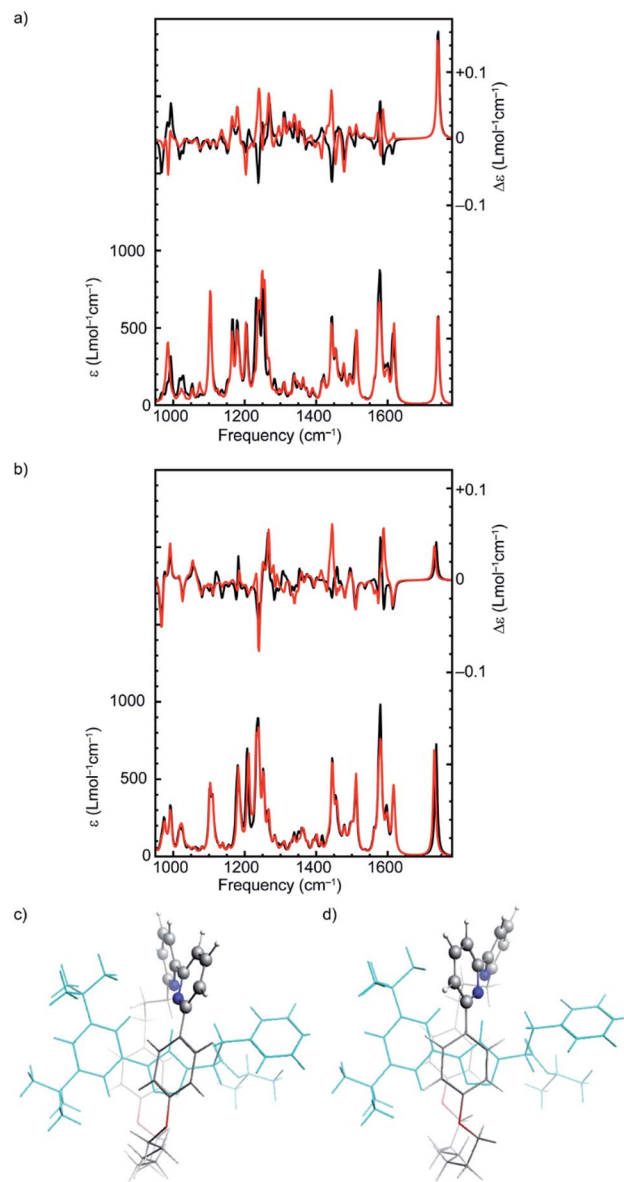 a)
+0.1
0
−0.1
Δε (Lmol⁻¹cm⁻¹)
1000
500
0
ε (Lmol⁻¹cm⁻¹)
1000 1200 1400 1600
Frequency (cm⁻¹)
b)
+0.1
0
−0.1
Δε (Lmol⁻¹cm⁻¹)
1000
500
0
ε (Lmol⁻¹cm⁻¹)
1000 1200 1400 1600
Frequency (cm⁻¹)
c) d)